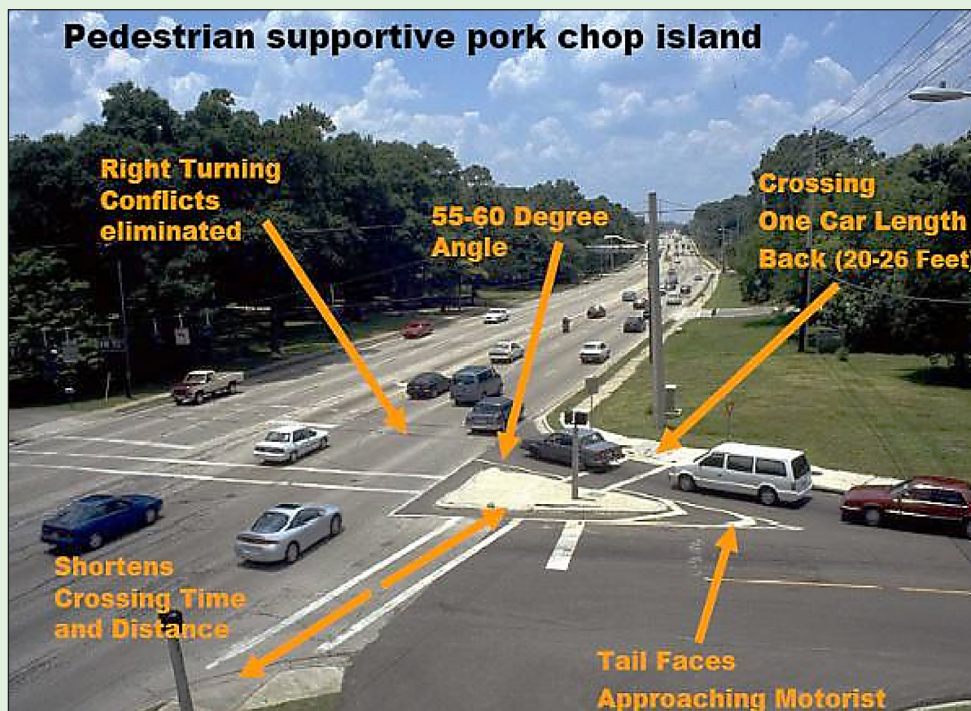 Pedestrian supportive pork chop island
Right Turning
Conflicts
eliminated
55-60 Degree
Angle
Crossing
One Car Length
Back (20-26 Feet)
Shortens
Crossing Time
and Distance
Tail Faces
Approaching Motorist